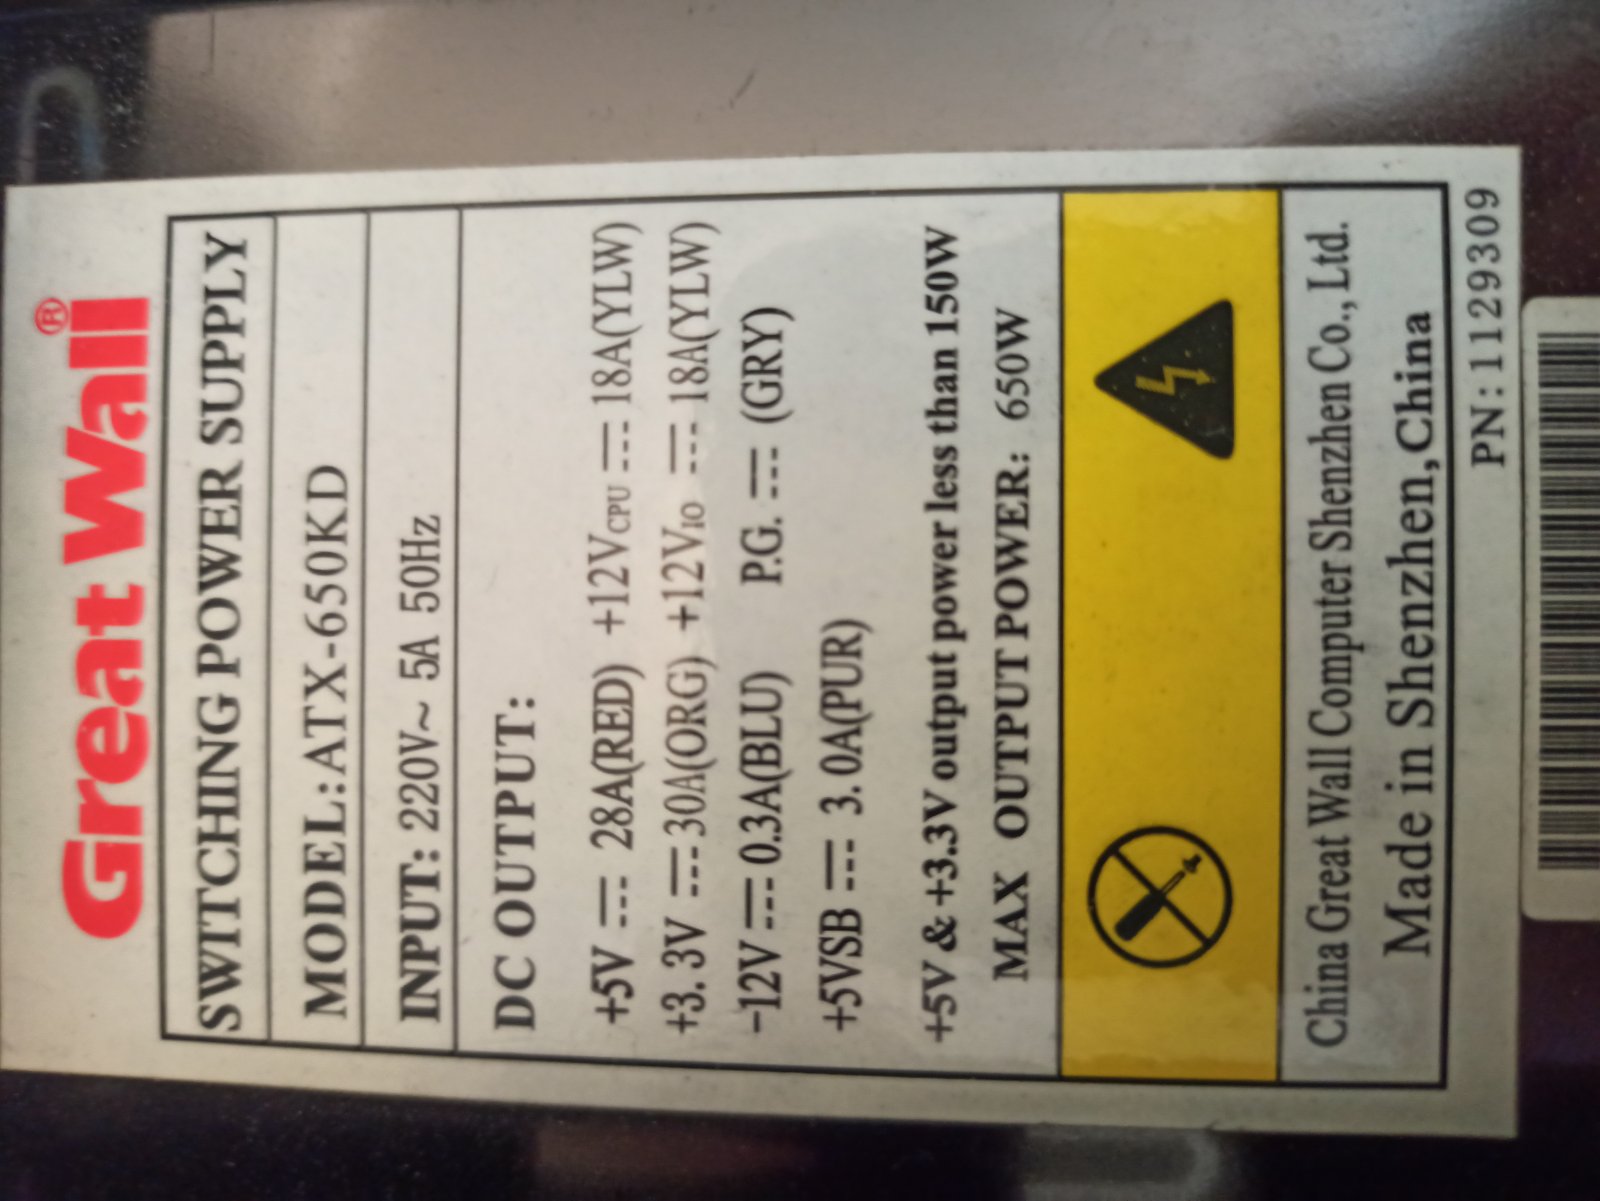 Great Wall®
SWITCHING POWER SUPPLY
MODEL:ATX-650KD
INPUT: 220V~ 5A 50Hz
DC OUTPUT:
+5V ⎓ 28A(RED) +12VCPU ⎓ 18A(YLW)
+3.3V ⎓ 30A(ORG) +12VIO ⎓ 18A(YLW)
-12V ⎓ 0.3A(BLU) P.G. ⎓ (GRY)
+5VSB ⎓ 3.0A(PUR)
+5V & +3.3V output power less than 150W
MAX OUTPUT POWER: 650W
China Great Wall Computer Shenzhen Co., Ltd.
Made in Shenzhen,China
PN:1129309